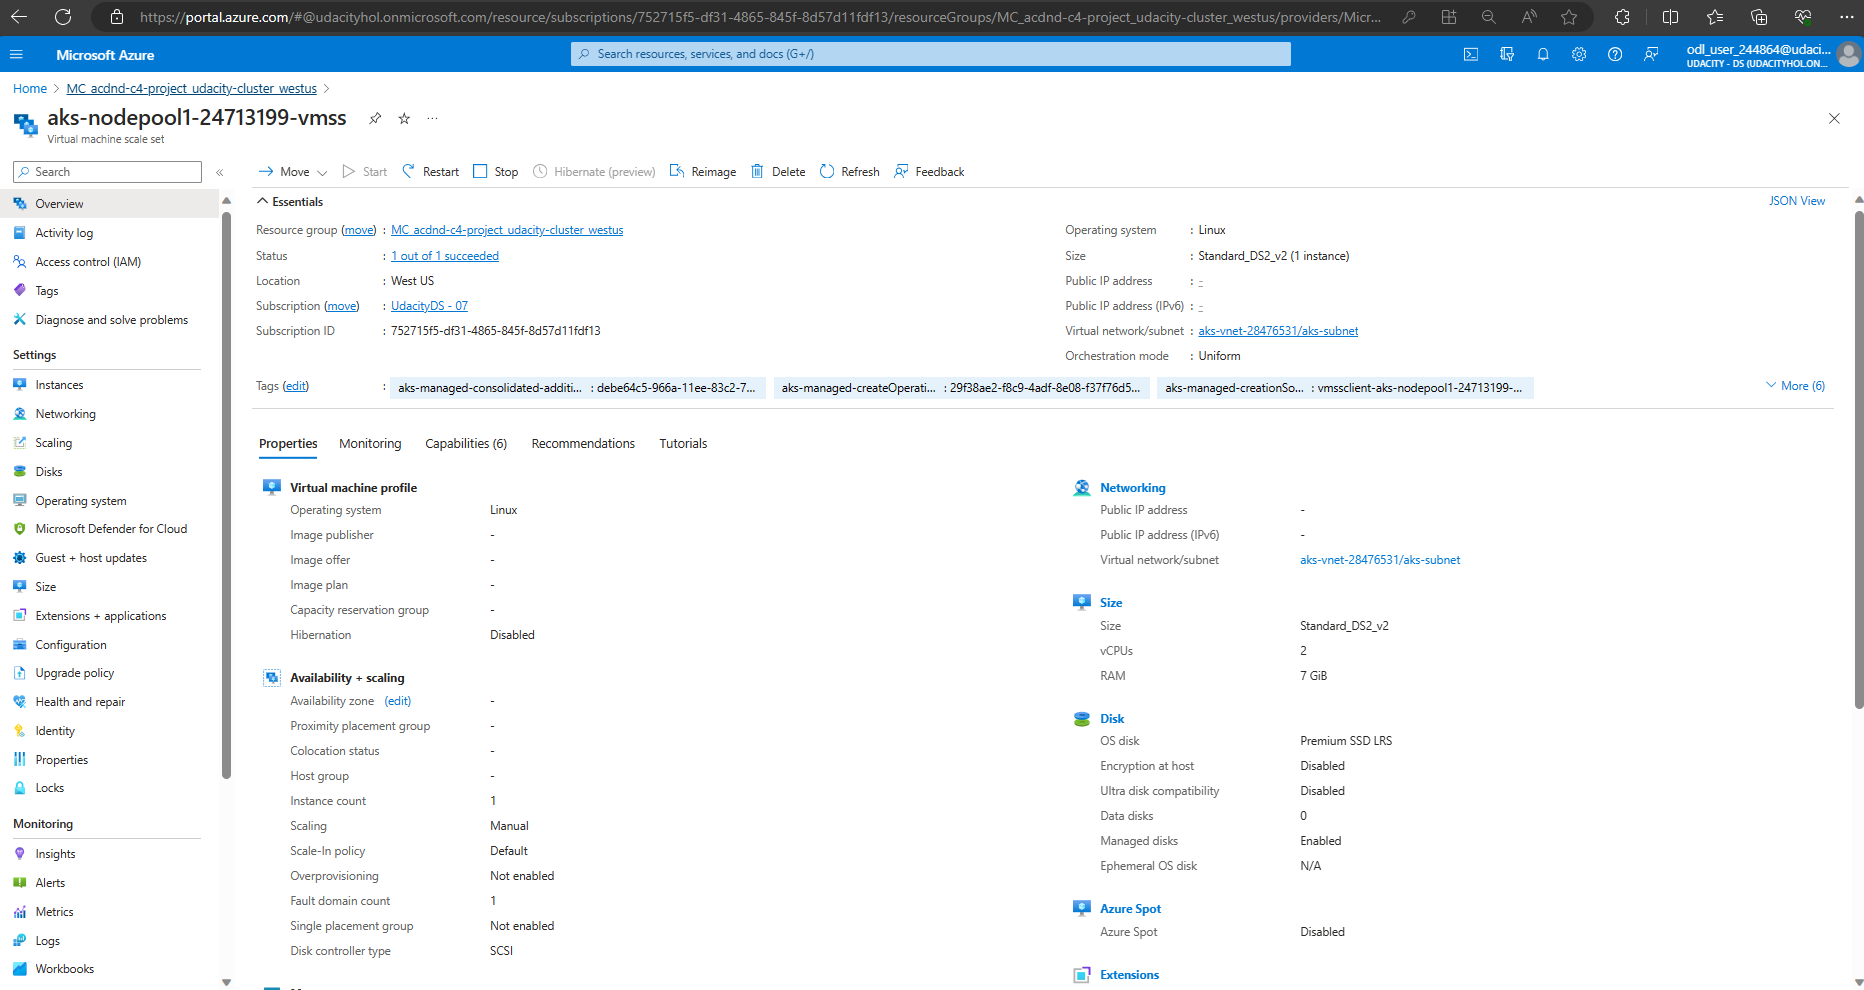 https://portal.azure.com/#@udacityhol.onmicrosoft.com/resource/subscriptions/752715f5-df31-4865-845f-8d57d11fdf13/resourceGroups/MC_acdnd-c4-project_udacity-cluster_westus/providers/Micr...
Microsoft Azure
Search resources, services, and docs (G+/)
odl_user_244864@udaci...
UDACITY - DS (UDACITYHOL.ON...
Home > MC_acdnd-c4-project_udacity-cluster_westus >
aks-nodepool1-24713199-vmss
Virtual machine scale set
Search
Move Start Restart Stop Hibernate (preview) Reimage Delete Refresh Feedback
Overview
Activity log
Access control (IAM)
Tags
Diagnose and solve problems
Settings
Instances
Networking
Scaling
Disks
Operating system
Microsoft Defender for Cloud
Guest + host updates
Size
Extensions + applications
Configuration
Upgrade policy
Health and repair
Identity
Properties
Locks
Monitoring
Insights
Alerts
Metrics
Logs
Workbooks
Essentials
JSON View
Resource group (move) : MC_acdnd-c4-project_udacity-cluster_westus
Status : 1 out of 1 succeeded
Location : West US
Subscription (move) : UdacityDS - 07
Subscription ID : 752715f5-df31-4865-845f-8d57d11fdf13
Operating system : Linux
Size : Standard_DS2_v2 (1 instance)
Public IP address : -
Public IP address (IPv6) : -
Virtual network/subnet : aks-vnet-28476531/aks-subnet
Orchestration mode : Uniform
Tags (edit) : aks-managed-consolidated-additi... : debe64c5-966a-11ee-83c2-7... aks-managed-createOperati... : 29f38ae2-f8c9-4adf-8e08-f37f76d5... aks-managed-creationSo... : vmssclient-aks-nodepool1-24713199-... More (6)
Properties Monitoring Capabilities (6) Recommendations Tutorials
Virtual machine profile
Operating system Linux
Image publisher -
Image offer -
Image plan -
Capacity reservation group -
Hibernation Disabled
Availability + scaling
Availability zone (edit) -
Proximity placement group -
Colocation status -
Host group -
Instance count 1
Scaling Manual
Scale-In policy Default
Overprovisioning Not enabled
Fault domain count 1
Single placement group Not enabled
Disk controller type SCSI
Networking
Public IP address -
Public IP address (IPv6) -
Virtual network/subnet aks-vnet-28476531/aks-subnet
Size
Size Standard_DS2_v2
vCPUs 2
RAM 7 GiB
Disk
OS disk Premium SSD LRS
Encryption at host Disabled
Ultra disk compatibility Disabled
Data disks 0
Managed disks Enabled
Ephemeral OS disk N/A
Azure Spot
Azure Spot Disabled
Extensions